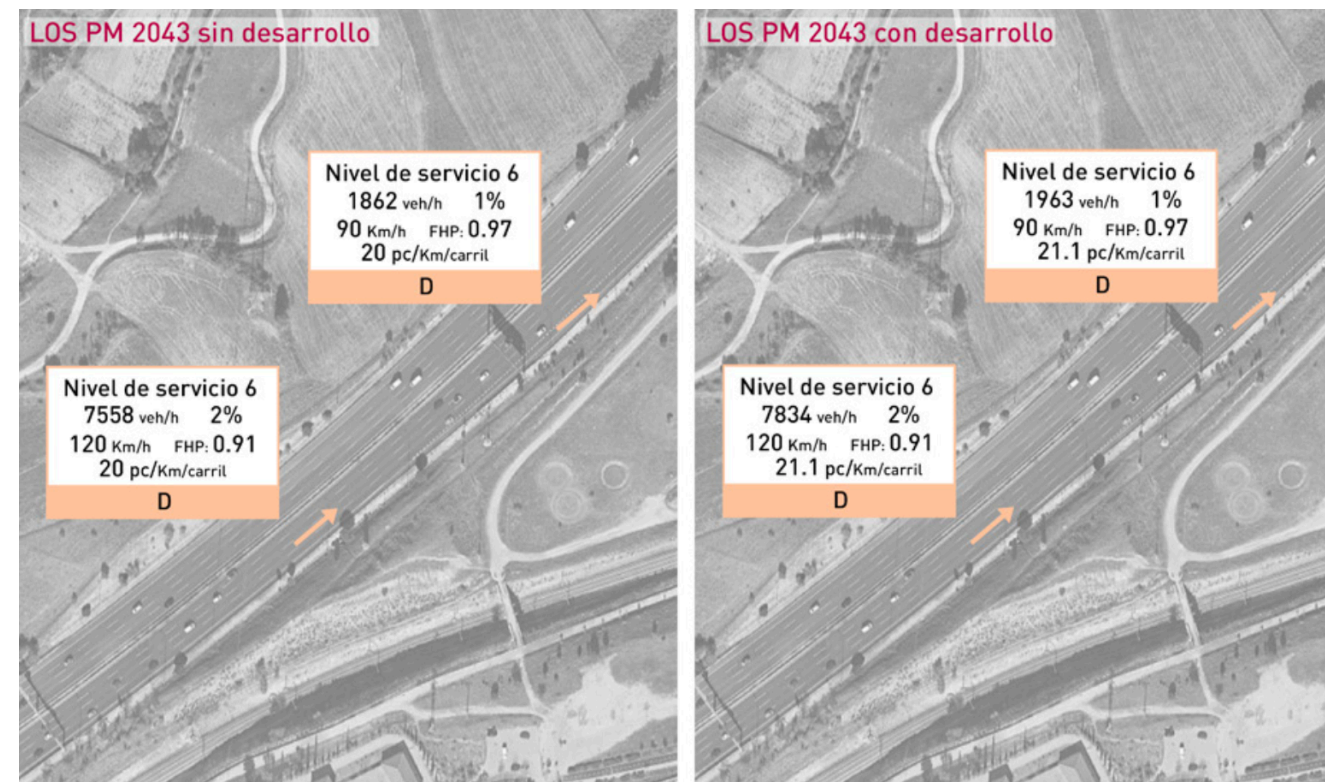 LOS PM 2043 sin desarrollo
Nivel de servicio 6
1862 veh/h 1%
90 Km/h FHP: 0.97
20 pc/Km/carril
D
Nivel de servicio 6
7558 veh/h 2%
120 Km/h FHP: 0.91
20 pc/Km/carril
D
LOS PM 2043 con desarrollo
Nivel de servicio 6
1963 veh/h 1%
90 Km/h FHP: 0.97
21.1 pc/Km/carril
D
Nivel de servicio 6
7834 veh/h 2%
120 Km/h FHP: 0.91
21.1 pc/Km/carril
D